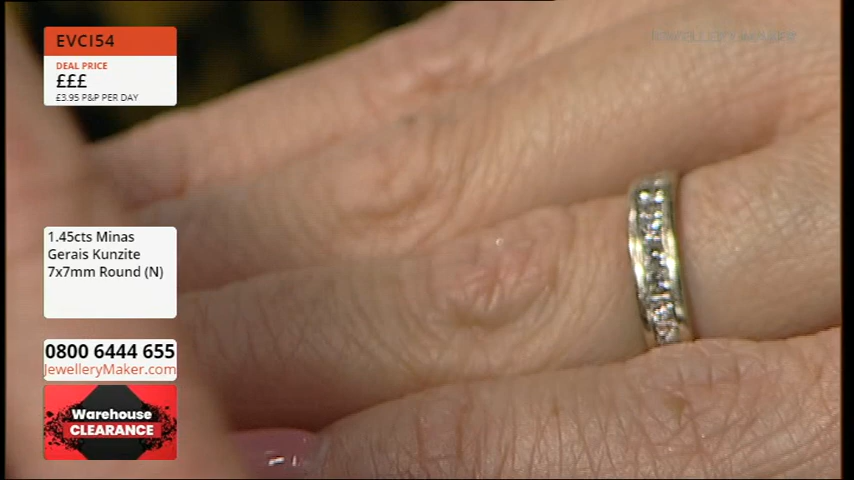 EVCI54
DEAL PRICE
£££
£3.95 P&P PER DAY
1.45cts Minas
Gerais Kunzite
7x7mm Round (N)
0800 6444 655
JewelleryMaker.com
Warehouse
CLEARANCE